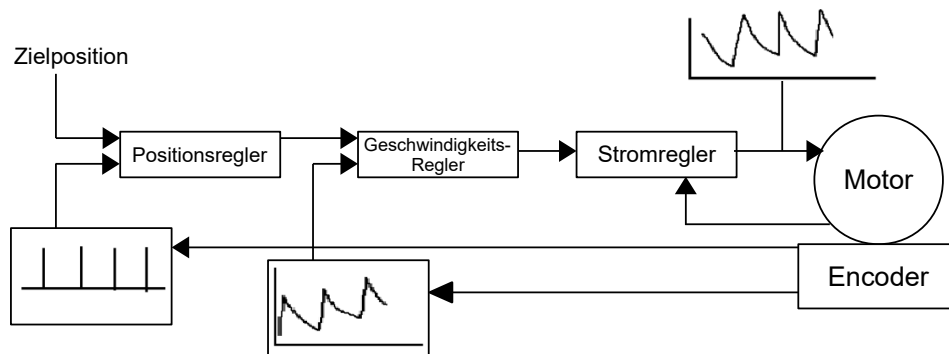 Zielposition
Positionsregler
Geschwindigkeits-
Regler
Stromregler
Motor
Encoder